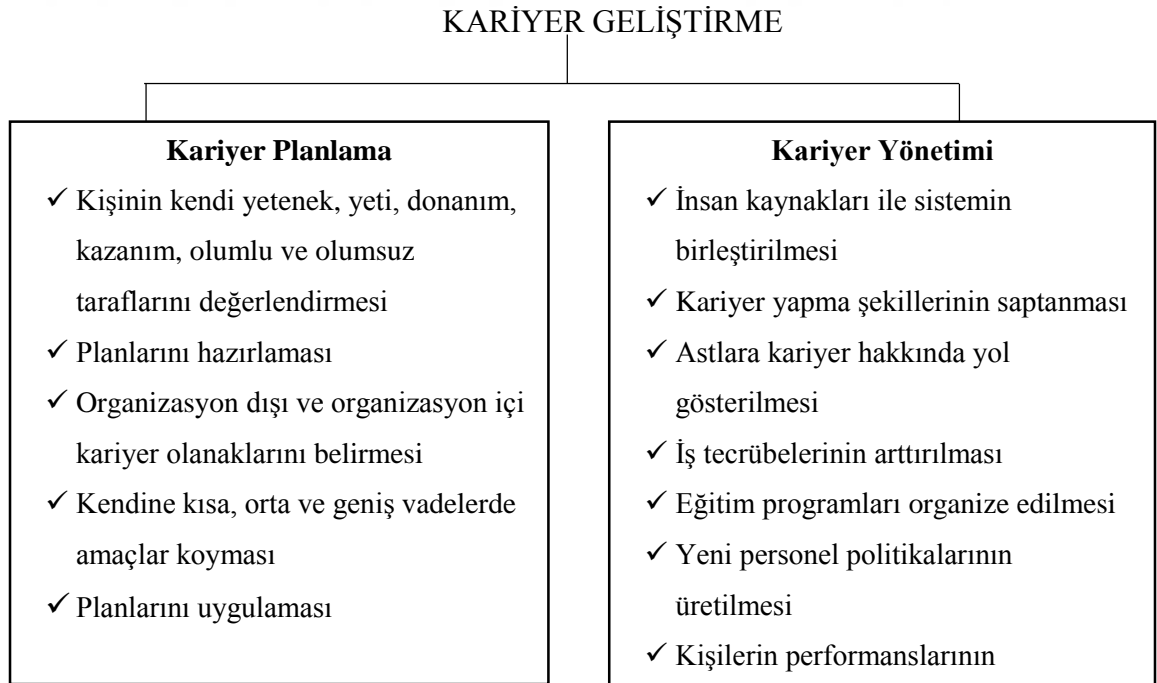 KARİYER GELİŞTİRME
Kariyer Planlama
✓ Kişinin kendi yetenek, yeti, donanım,
kazanım, olumlu ve olumsuz
taraflarını değerlendirmesi
✓ Planlarını hazırlaması
✓ Organizasyon dışı ve organizasyon içi
kariyer olanaklarını belirmesi
✓ Kendine kısa, orta ve geniş vadelerde
amaçlar koyması
✓ Planlarını uygulaması
Kariyer Yönetimi
✓ İnsan kaynakları ile sistemin
birleştirilmesi
✓ Kariyer yapma şekillerinin saptanması
✓ Astlara kariyer hakkında yol
gösterilmesi
✓ İş tecrübelerinin arttırılması
✓ Eğitim programları organize edilmesi
✓ Yeni personel politikalarının
üretilmesi
✓ Kişilerin performanslarının